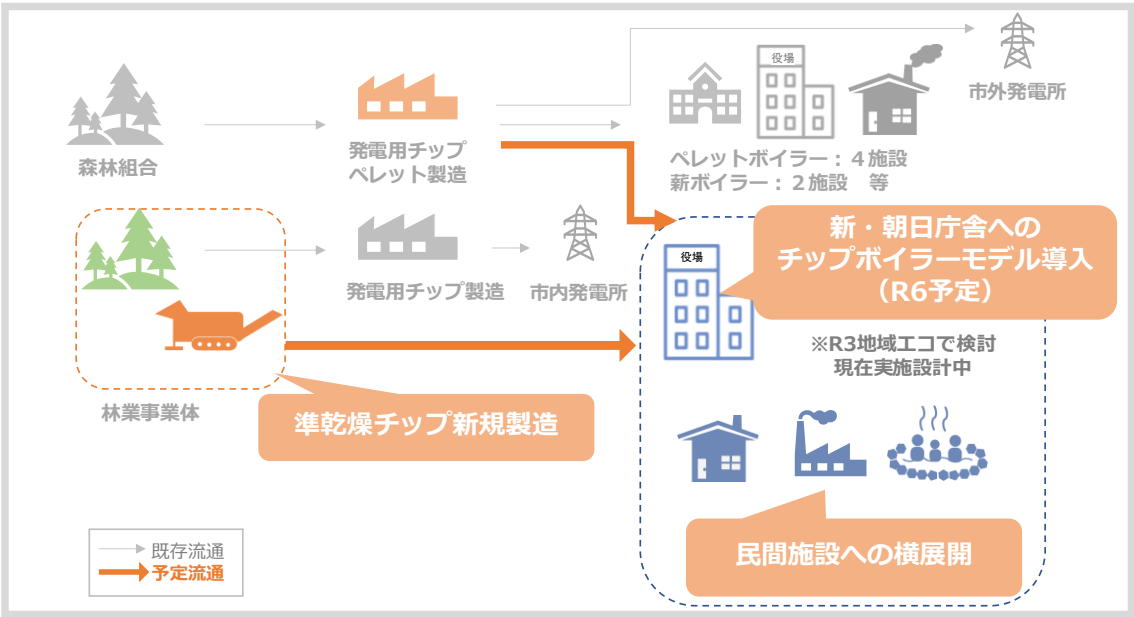 森林組合
発電用チップ
ペレット製造
役場
ペレットボイラー：４施設
薪ボイラー：２施設　等
市外発電所
林業事業体
発電用チップ製造
市内発電所
準乾燥チップ新規製造
役場
新・朝日庁舎への
チップボイラーモデル導入
（R6予定）
※R3地域エコで検討
現在実施設計中
民間施設への横展開
既存流通
予定流通